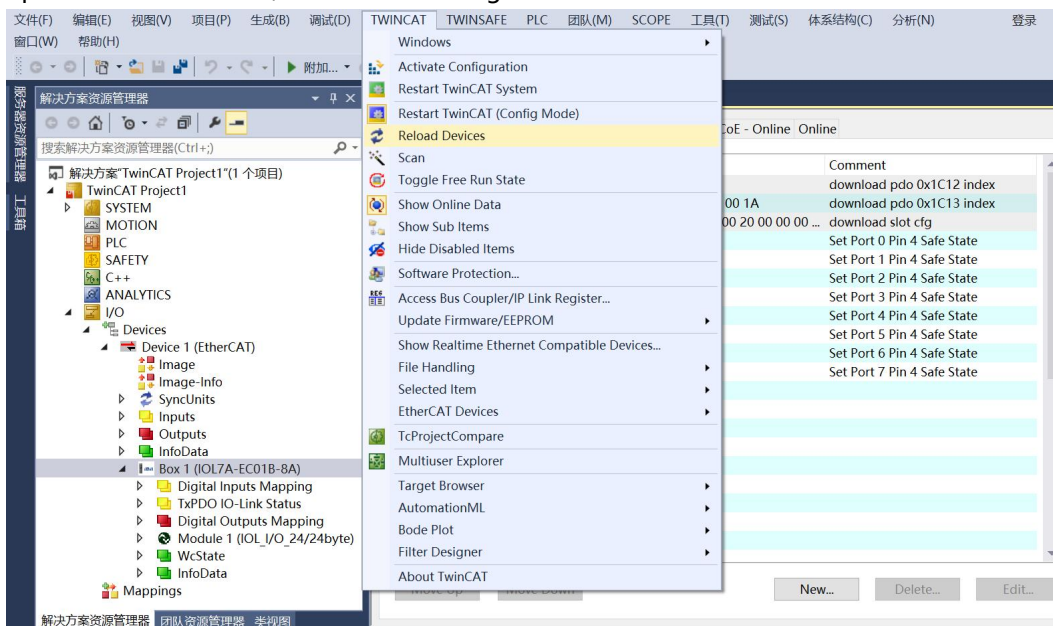 文件(F) 编辑(E) 视图(V) 项目(P) 生成(B) 调试(D) TWINCAT TWINSAFE PLC 团队(M) SCOPE 工具(T) 测试(S) 体系结构(C) 分析(N) 登录
窗口(W) 帮助(H)
附加...
服务器资源管理器
工具箱
解决方案资源管理器
搜索解决方案资源管理器(Ctrl+;)
解决方案"TwinCAT Project1"(1 个项目)
TwinCAT Project1
SYSTEM
MOTION
PLC
SAFETY
C++
ANALYTICS
I/O
Devices
Device 1 (EtherCAT)
Image
Image-Info
SyncUnits
Inputs
Outputs
InfoData
Box 1 (IOL7A-EC01B-8A)
Digital Inputs Mapping
TxPDO IO-Link Status
Digital Outputs Mapping
Module 1 (IOL_I/O_24/24byte)
WcState
InfoData
Mappings
解决方案资源管理器 团队资源管理器 类视图
Windows
Activate Configuration
Restart TwinCAT System
Restart TwinCAT (Config Mode)
Reload Devices
Scan
Toggle Free Run State
Show Online Data
Show Sub Items
Hide Disabled Items
Software Protection...
Access Bus Coupler/IP Link Register...
Update Firmware/EEPROM
Show Realtime Ethernet Compatible Devices...
File Handling
Selected Item
EtherCAT Devices
TcProjectCompare
Multiuser Explorer
Target Browser
AutomationML
Bode Plot
Filter Designer
About TwinCAT
CoE - Online Online
Comment
download pdo 0x1C12 index
00 1A download pdo 0x1C13 index
00 20 00 00 00 ... download slot cfg
Set Port 0 Pin 4 Safe State
Set Port 1 Pin 4 Safe State
Set Port 2 Pin 4 Safe State
Set Port 3 Pin 4 Safe State
Set Port 4 Pin 4 Safe State
Set Port 5 Pin 4 Safe State
Set Port 6 Pin 4 Safe State
Set Port 7 Pin 4 Safe State
Move Up Move Down New... Delete... Edit...